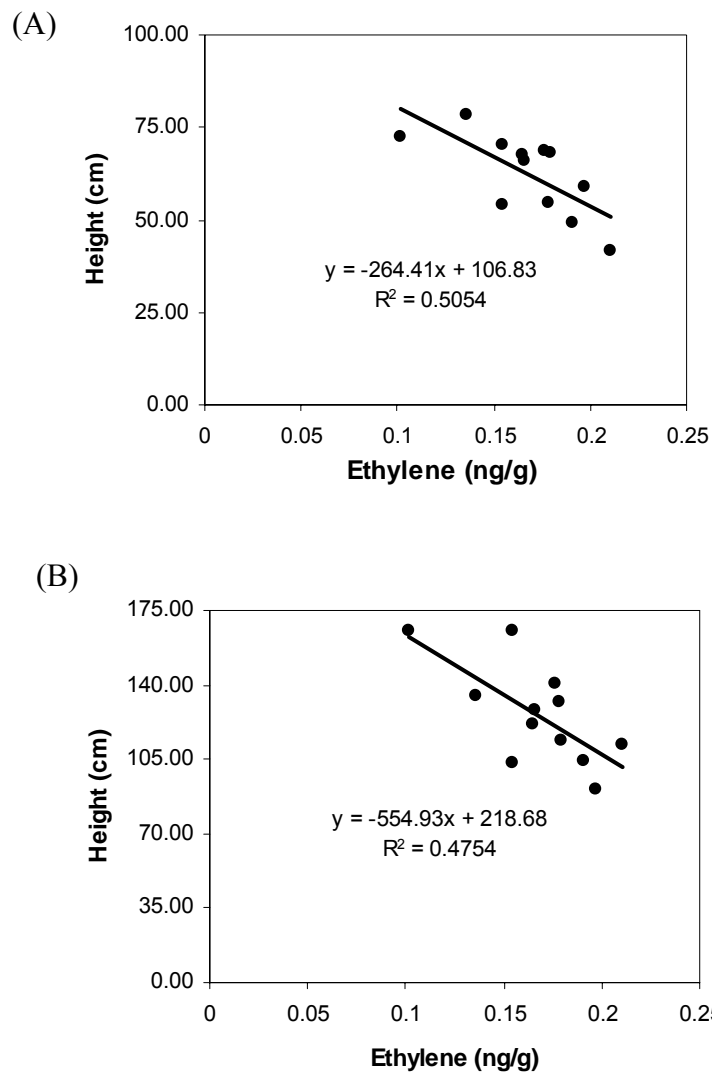 (A)
100.00
75.00
50.00
25.00
0.00
Height (cm)
y = -264.41x + 106.83
R² = 0.5054
0 0.05 0.1 0.15 0.2 0.25
Ethylene (ng/g)
(B)
175.00
140.00
105.00
70.00
35.00
0.00
Height (cm)
y = -554.93x + 218.68
R² = 0.4754
0 0.05 0.1 0.15 0.2
Ethylene (ng/g)